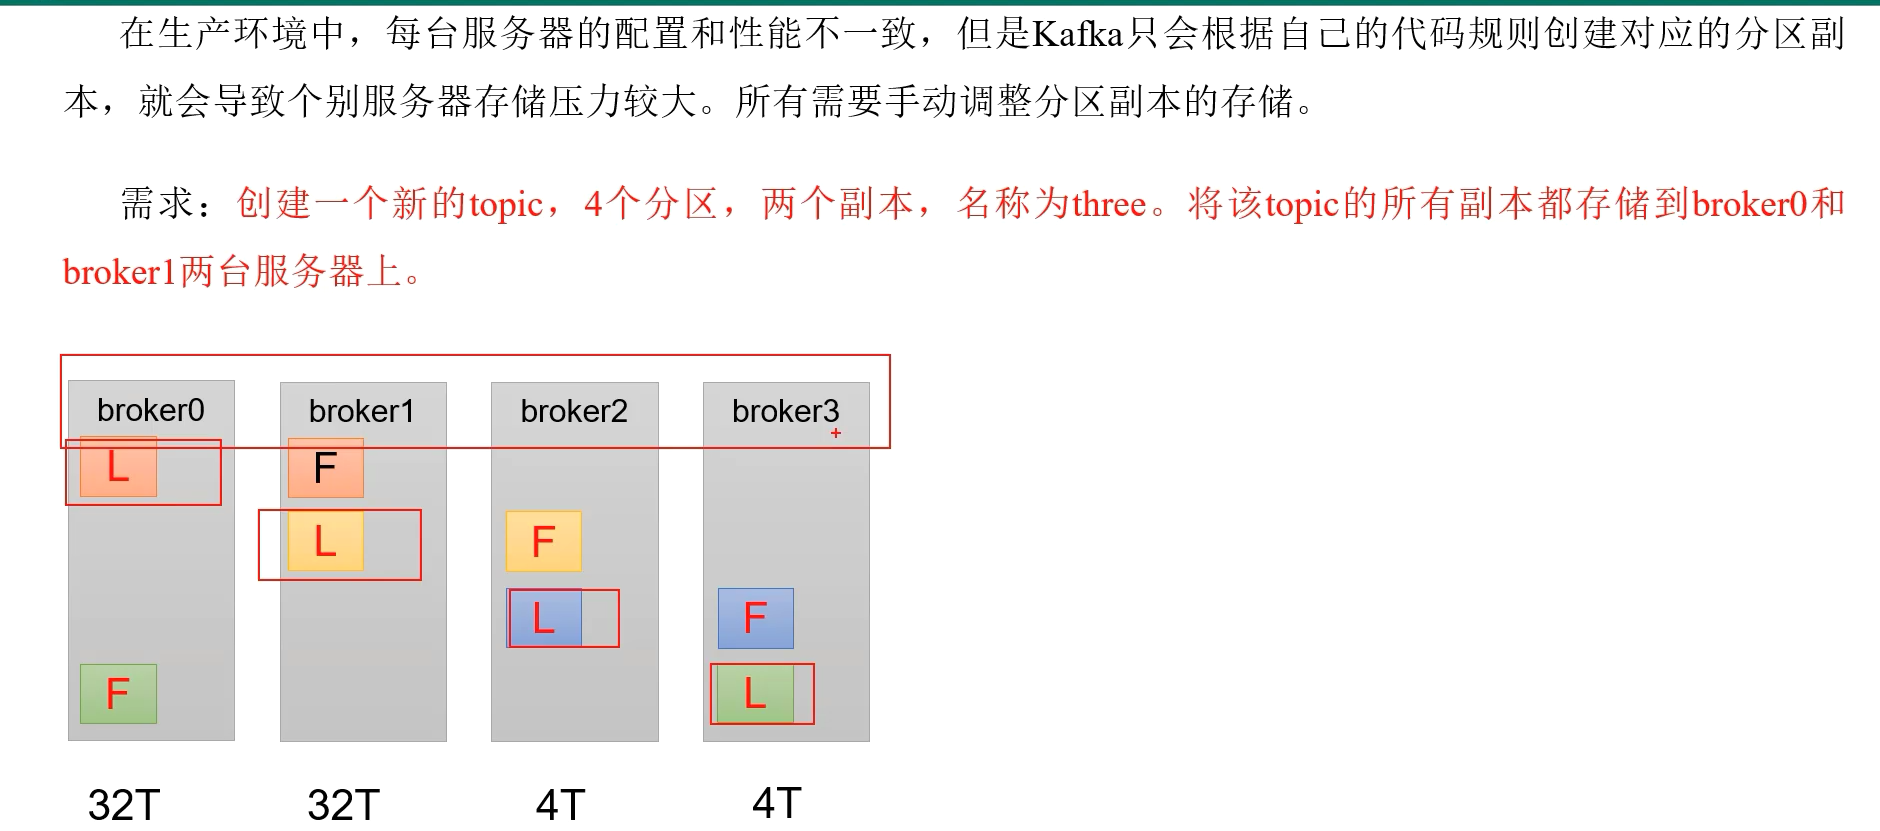 在生产环境中，每台服务器的配置和性能不一致，但是Kafka只会根据自己的代码规则创建对应的分区副
本，就会导致个别服务器存储压力较大。所有需要手动调整分区副本的存储。
需求：创建一个新的topic，4个分区，两个副本，名称为three。将该topic的所有副本都存储到broker0和
broker1两台服务器上。
broker0 broker1 broker2 broker3
L F
L F
L F
F L
32T 32T 4T 4T